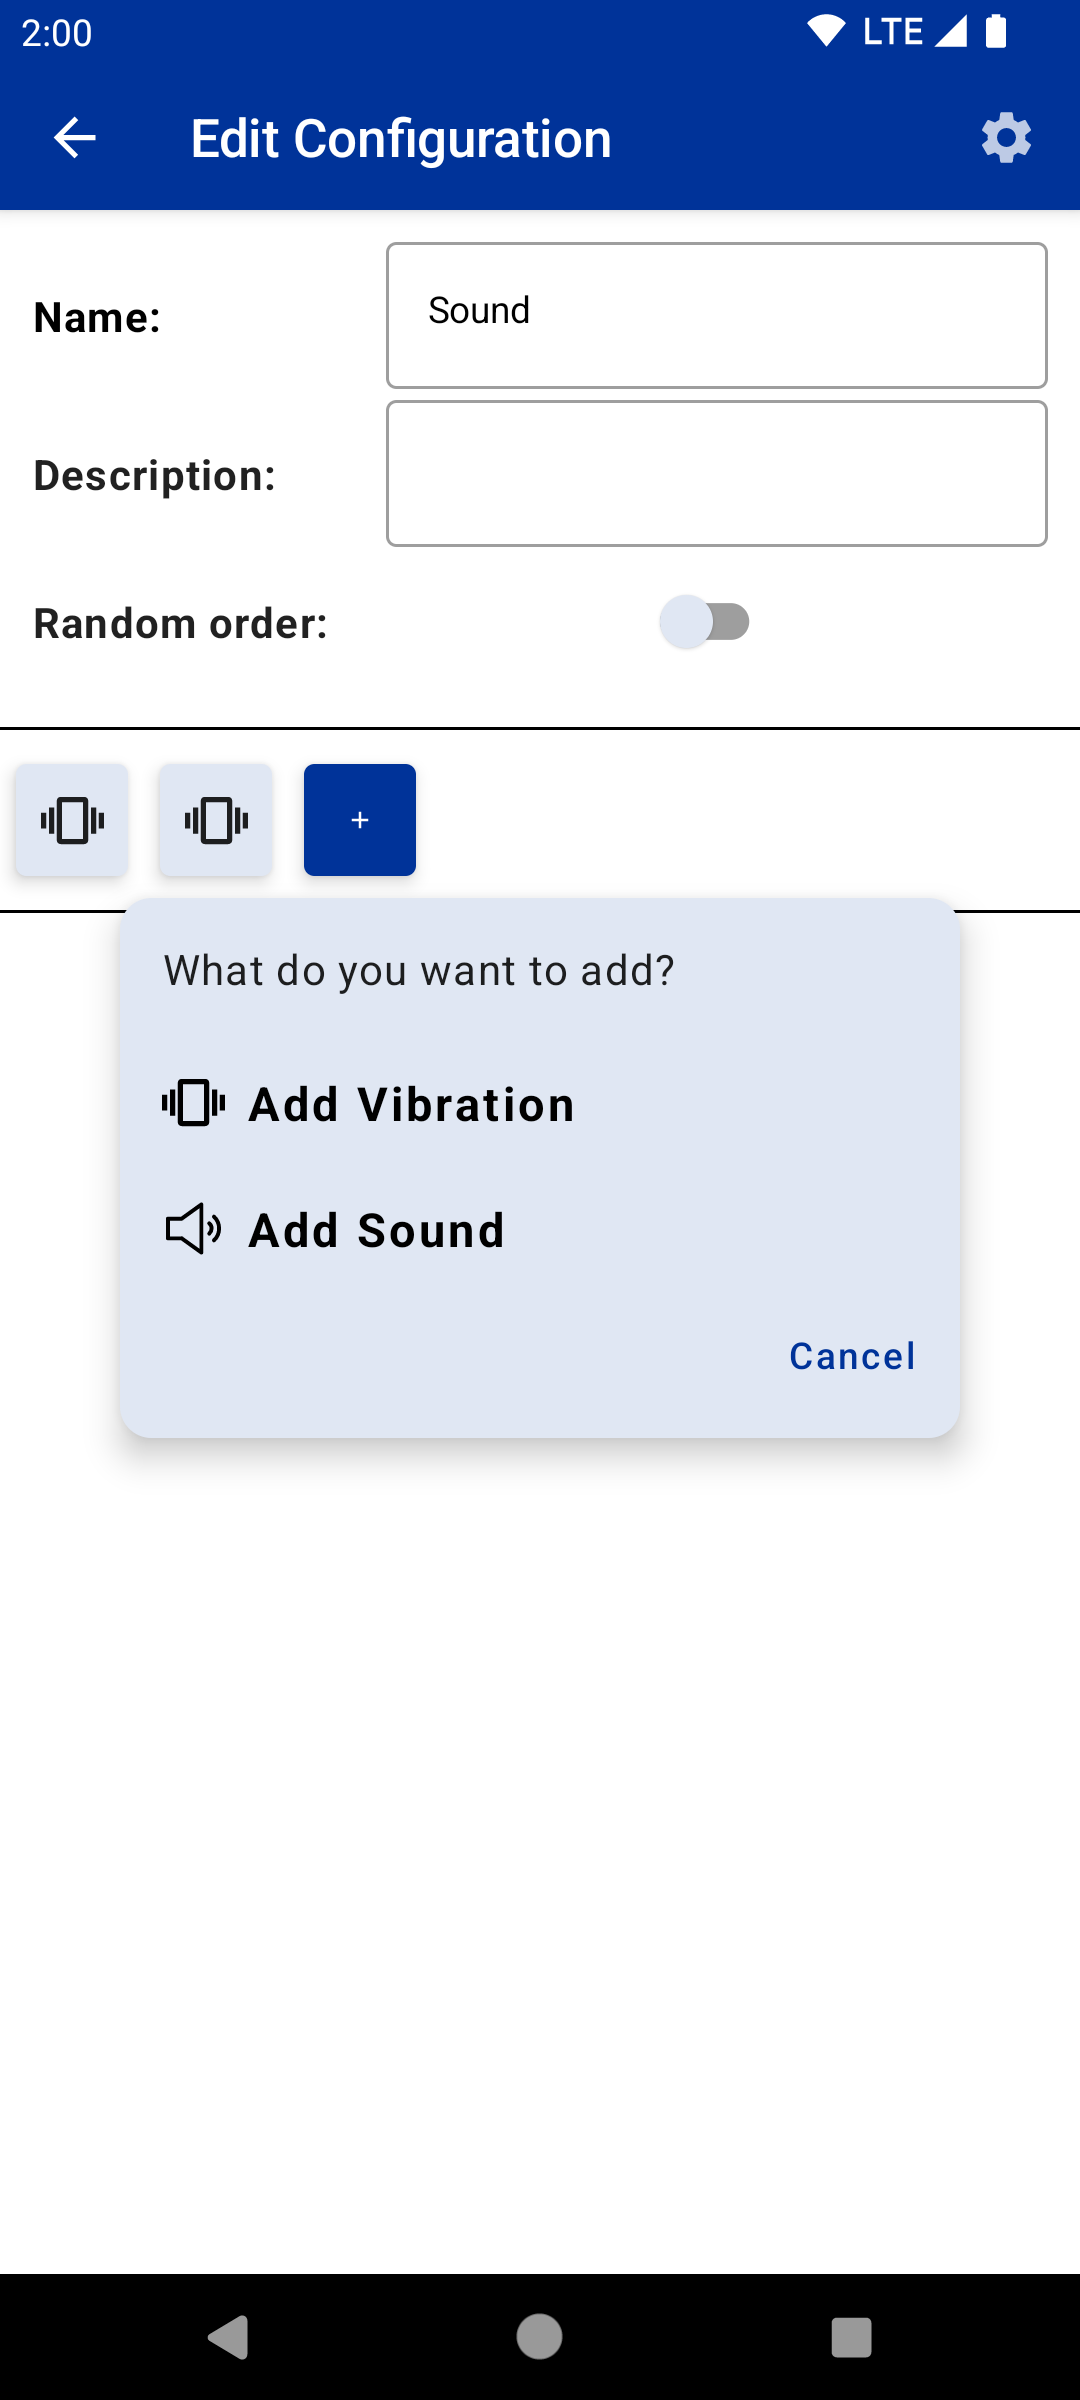 2:00
LTE
Edit Configuration
Name:
Sound
Description:
Random order:
+
What do you want to add?
Add Vibration
Add Sound
Cancel